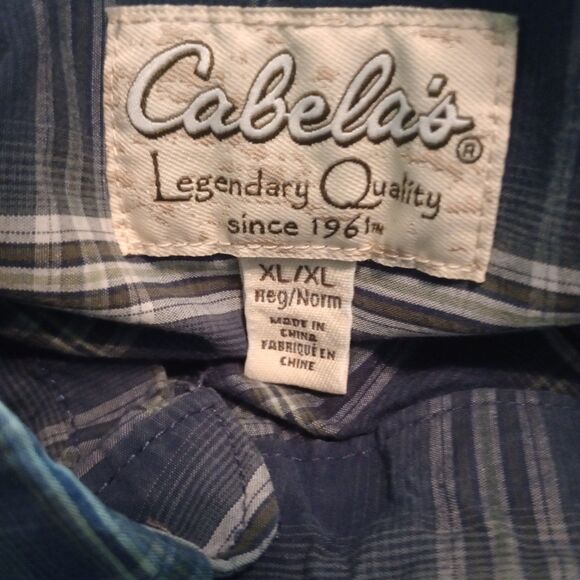 Cabela's®
Legendary Quality
since 1961™
XL/XL
Reg/Norm
MADE IN
CHINA
FABRIQUÉ EN
CHINE